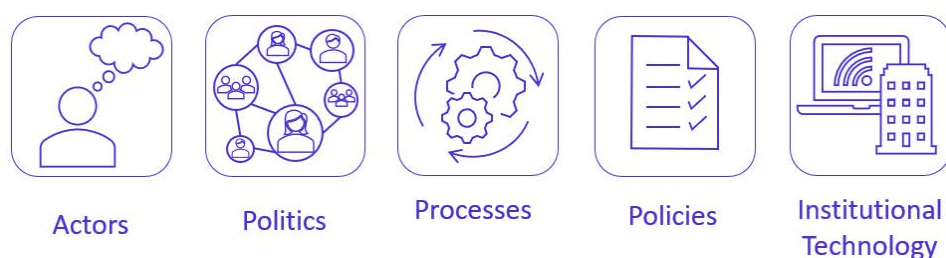 Actors
Politics
Processes
Policies
Institutional
Technology